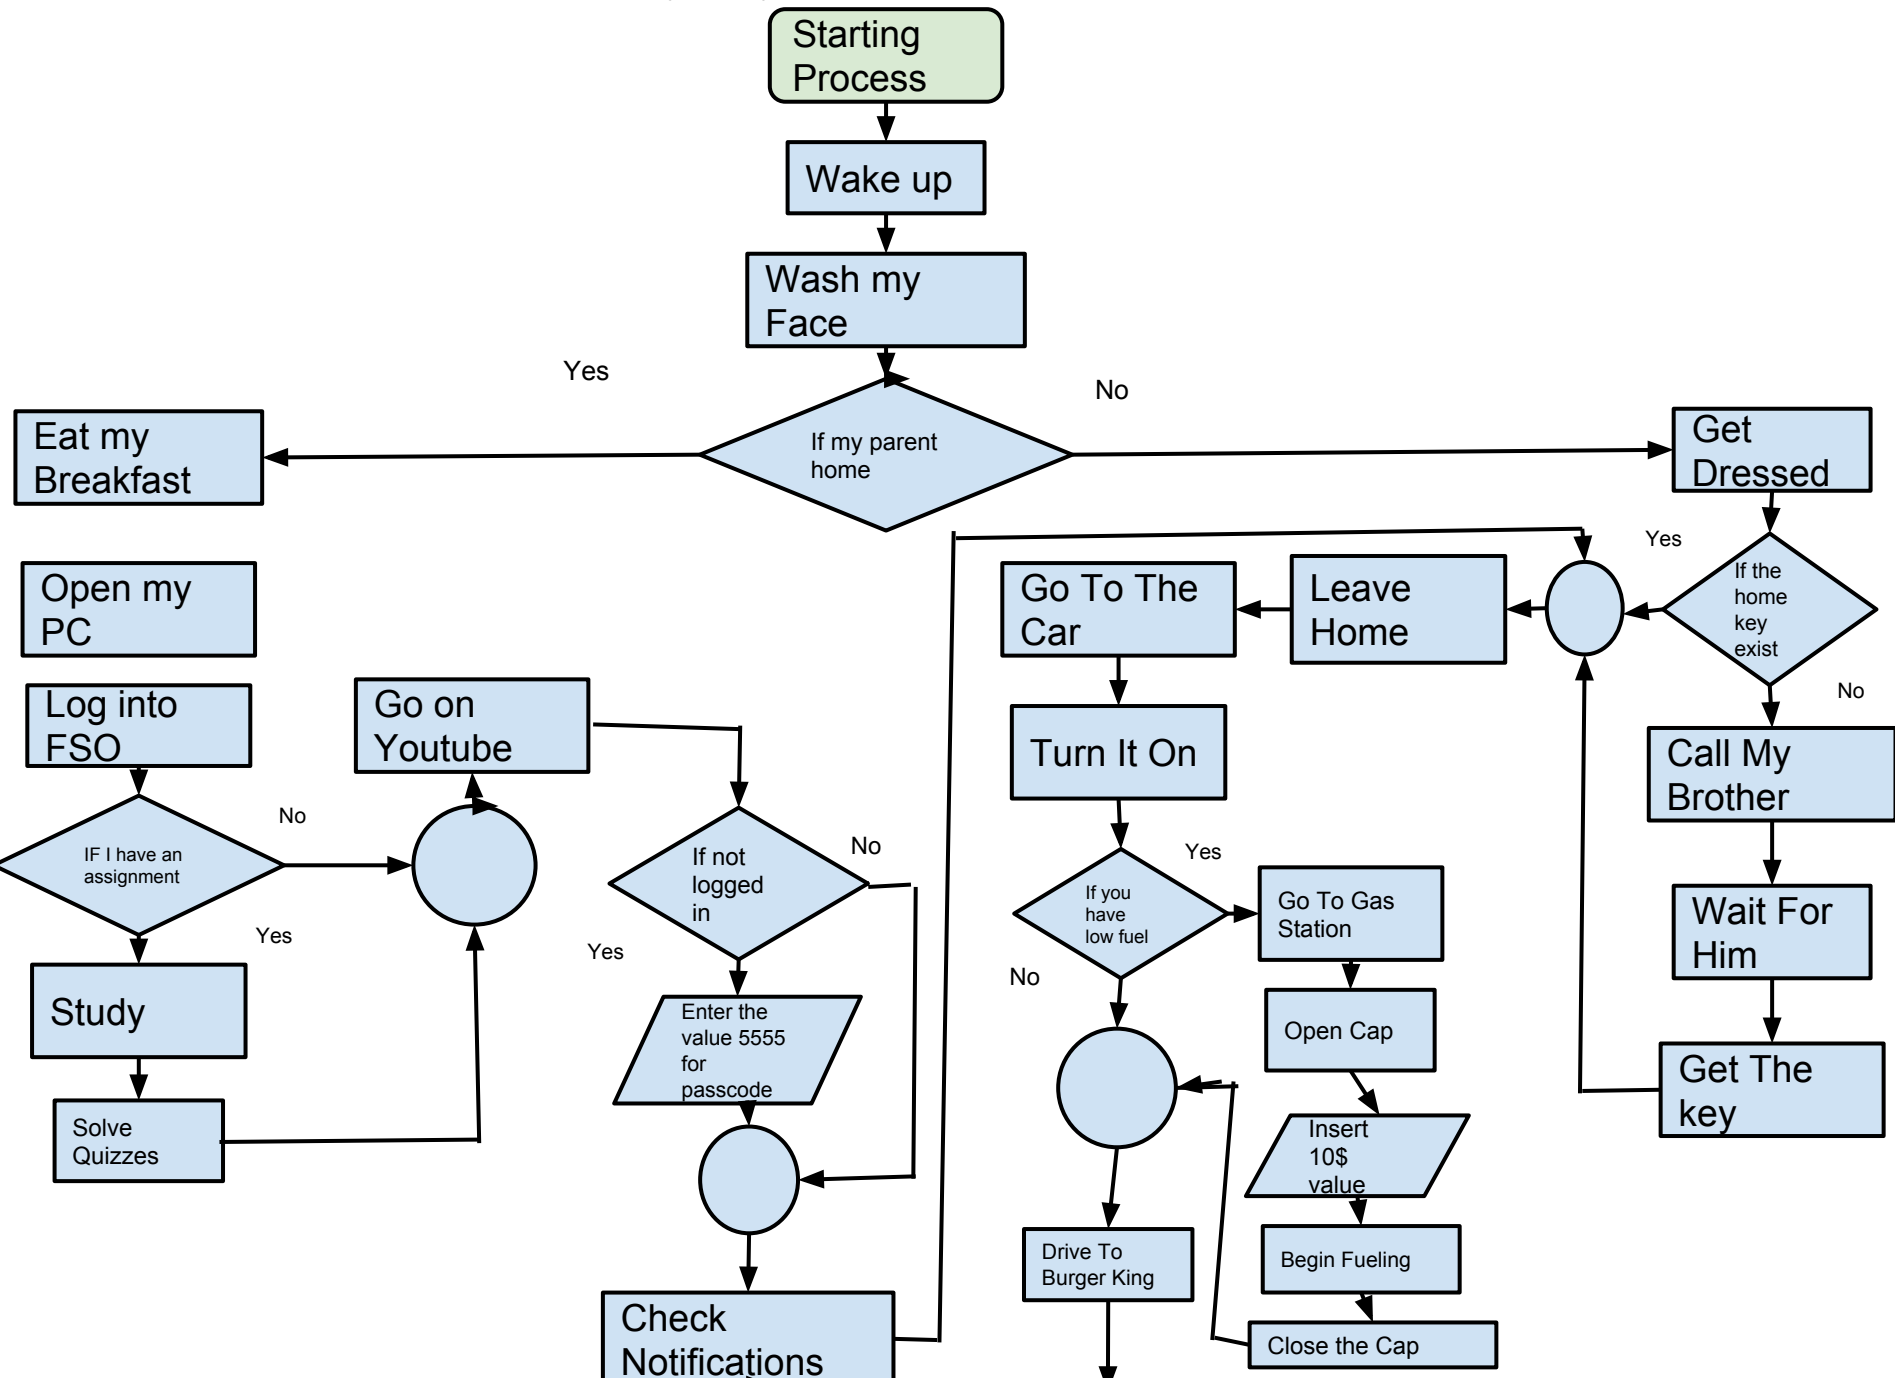 Starting
Process
Wake up
Wash my
Face
Yes
No
If my parent
home
Eat my
Breakfast
Get
Dressed
Yes
If the
home
key
exist
No
Open my
PC
Log into
FSO
Go on
Youtube
Go To The
Car
Leave
Home
Turn It On
Call My
Brother
No
IF I have an
assignment
Yes
If not
logged
in
No
Yes
If you
have
low fuel
Yes
No
Go To Gas
Station
Wait For
Him
Study
Enter the
value 5555
for
passcode
Open Cap
Get The
key
Solve
Quizzes
Insert
10$
value
Drive To
Burger King
Begin Fueling
Check
Notifications
Close the Cap